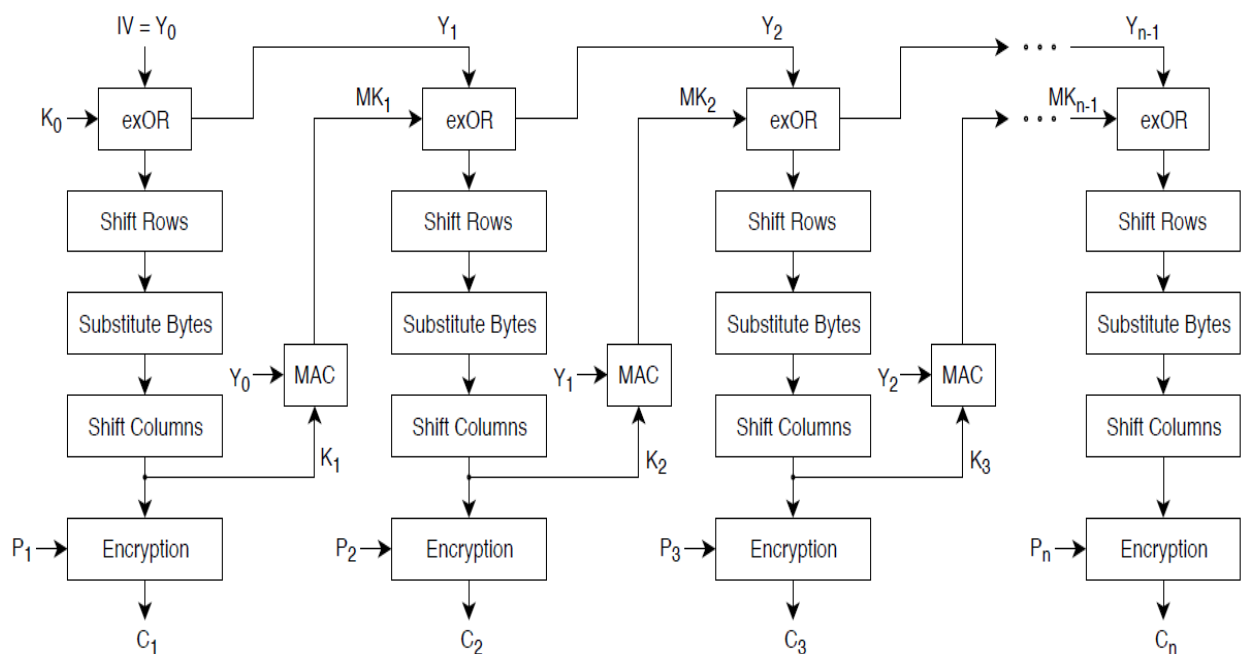 IV = Y0 Y1 Y2 Yn-1
K0 exOR MK1 exOR MK2 exOR MKn-1 exOR
Shift Rows Shift Rows Shift Rows Shift Rows
Substitute Bytes Substitute Bytes Substitute Bytes Substitute Bytes
Y0 MAC Y1 MAC Y2 MAC
Shift Columns Shift Columns Shift Columns Shift Columns
K1 K2 K3
P1 Encryption P2 Encryption P3 Encryption Pn Encryption
C1 C2 C3 Cn